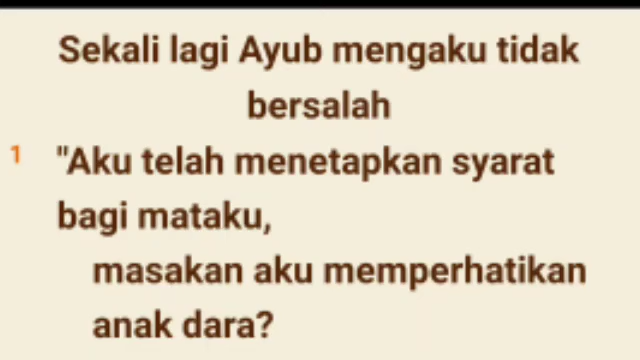 Sekali lagi Ayub mengaku tidak
bersalah
1 "Aku telah menetapkan syarat
bagi mataku,
masakan aku memperhatikan
anak dara?